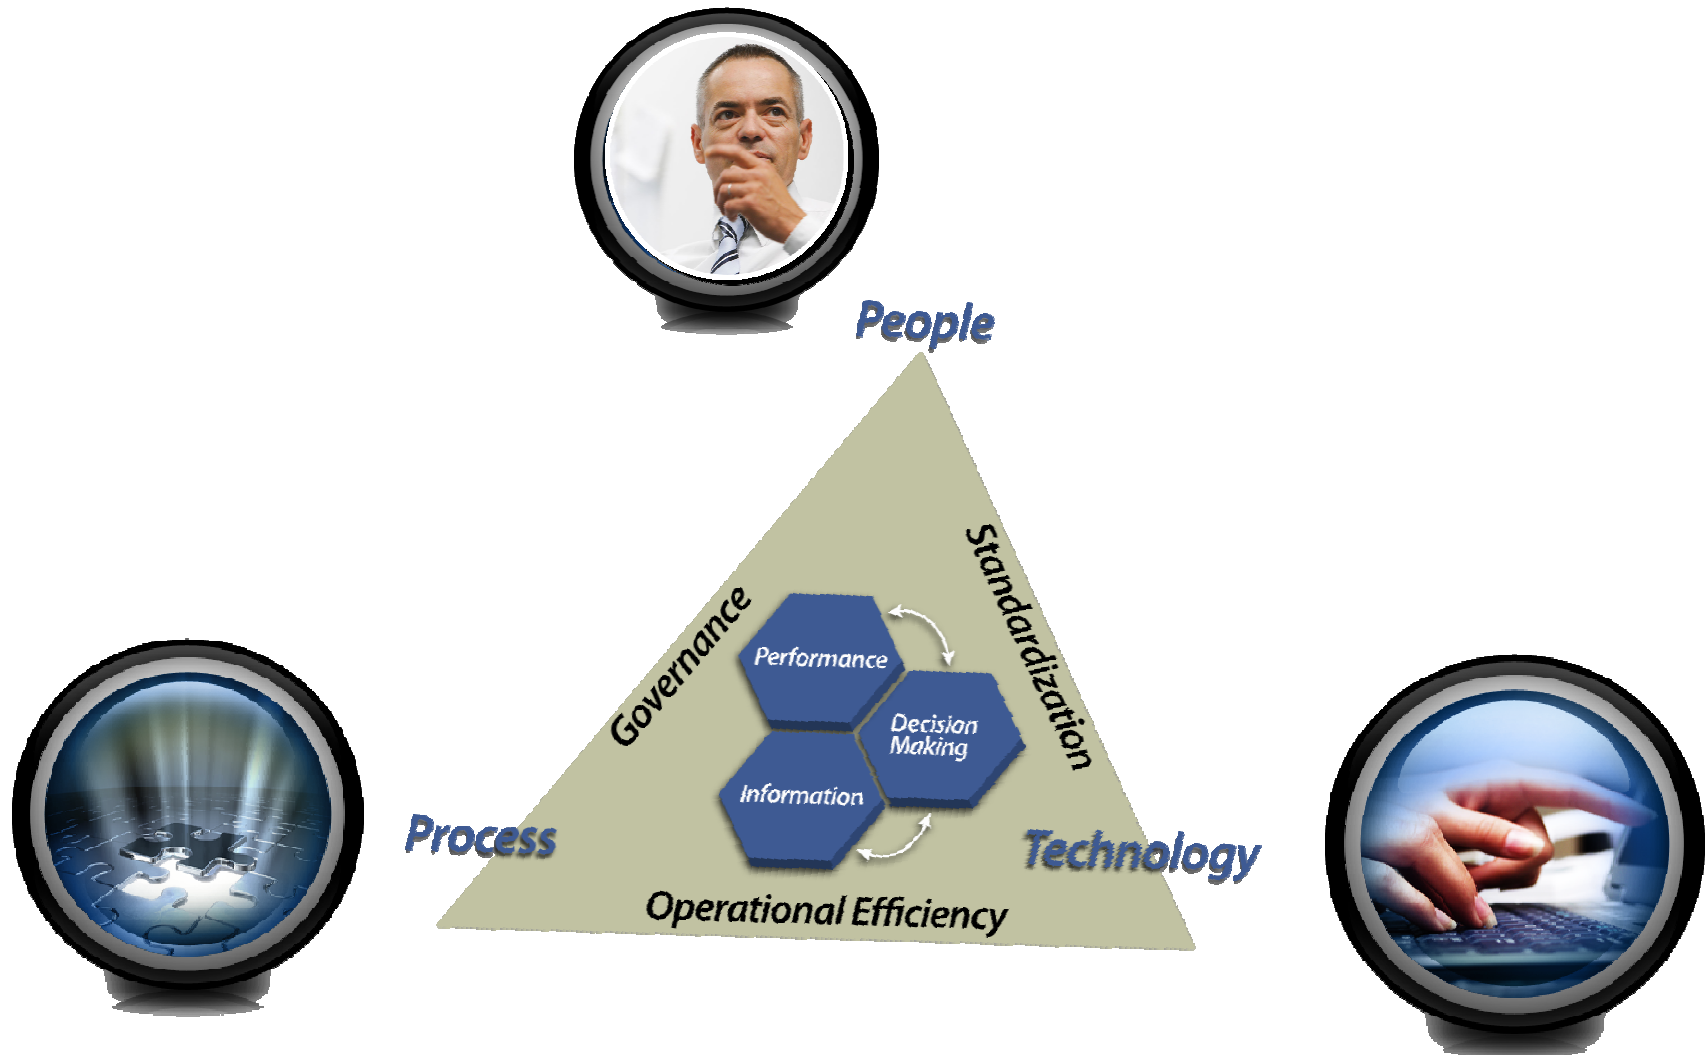 People
Standardization
Governance
Performance
Decision
Making
Information
Process
Technology
Operational Efficiency